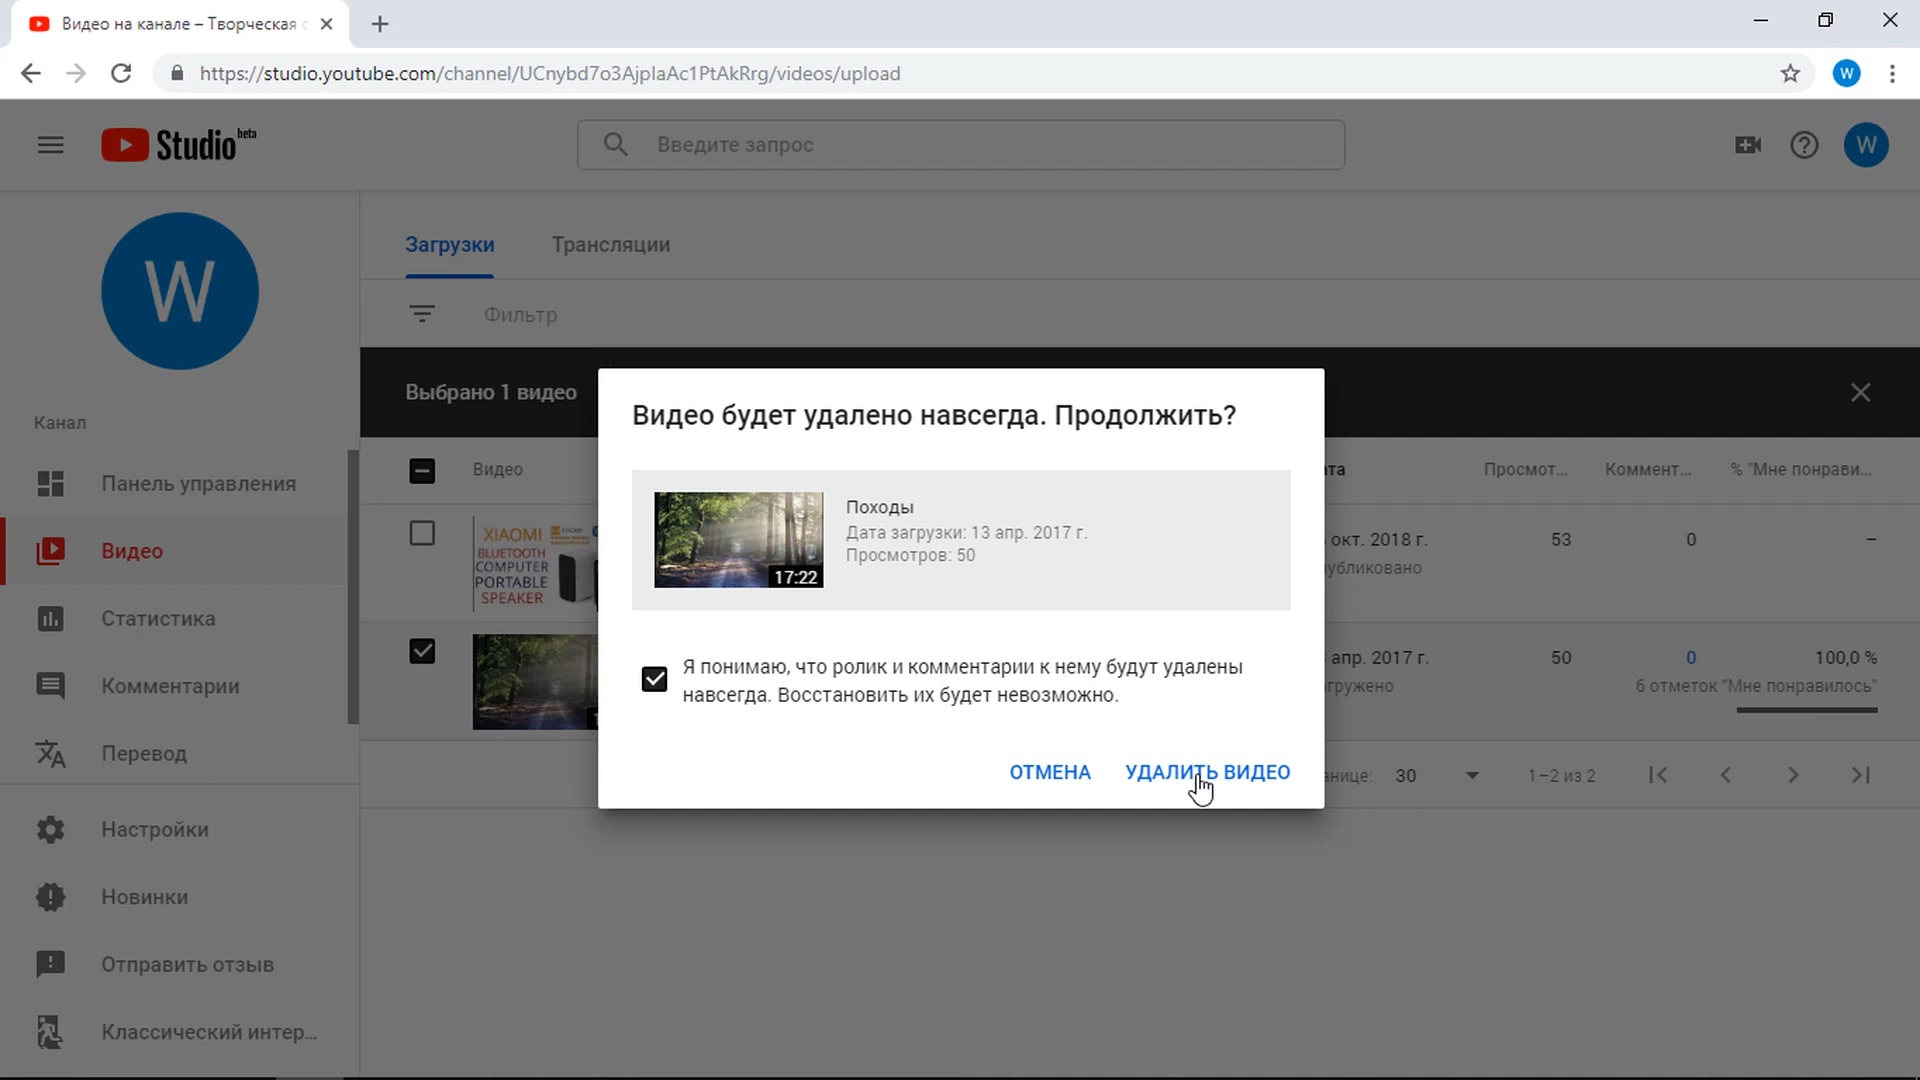 Видео на канале – Творческая
https://studio.youtube.com/channel/UCnybd7o3AjplaAc1PtAkRrg/videos/upload
W
Studio beta
Введите запрос
W
W
Загрузки
Трансляции
Фильтр
Выбрано 1 видео
Канал
Панель управления
Видео
Статистика
Комментарии
Перевод
Настройки
Новинки
Отправить отзыв
Классический интер...
Видео
Просмот...
Коммент...
% "Мне понрави...
XIAOMI
BLUETOOTH
COMPUTER
PORTABLE
SPEAKER
окт. 2018 г.
53
0
–
апр. 2017 г.
50
0
100,0 %
6 отметок "Мне понравилось"
30
1–2 из 2
Видео будет удалено навсегда. Продолжить?
17:22
Походы
Дата загрузки: 13 апр. 2017 г.
Просмотров: 50
Я понимаю, что ролик и комментарии к нему будут удалены
навсегда. Восстановить их будет невозможно.
ОТМЕНА
УДАЛИТЬ ВИДЕО